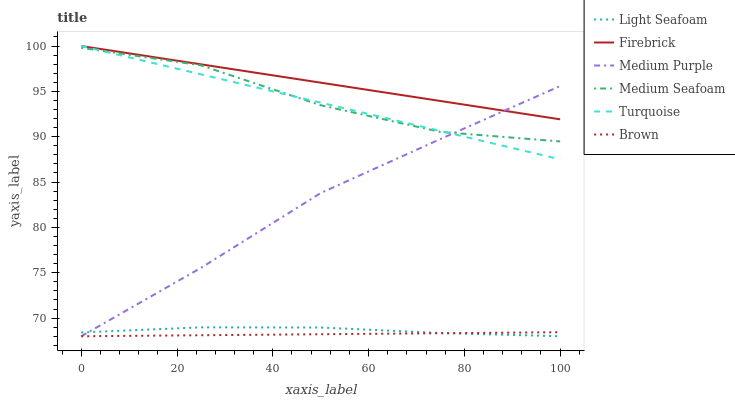 title
100
95
90
85
80
75
70
0 20 40 60 80 100
xaxis_label
yaxis_label
Light Seafoam
Firebrick
Medium Purple
Medium Seafoam
Turquoise
Brown